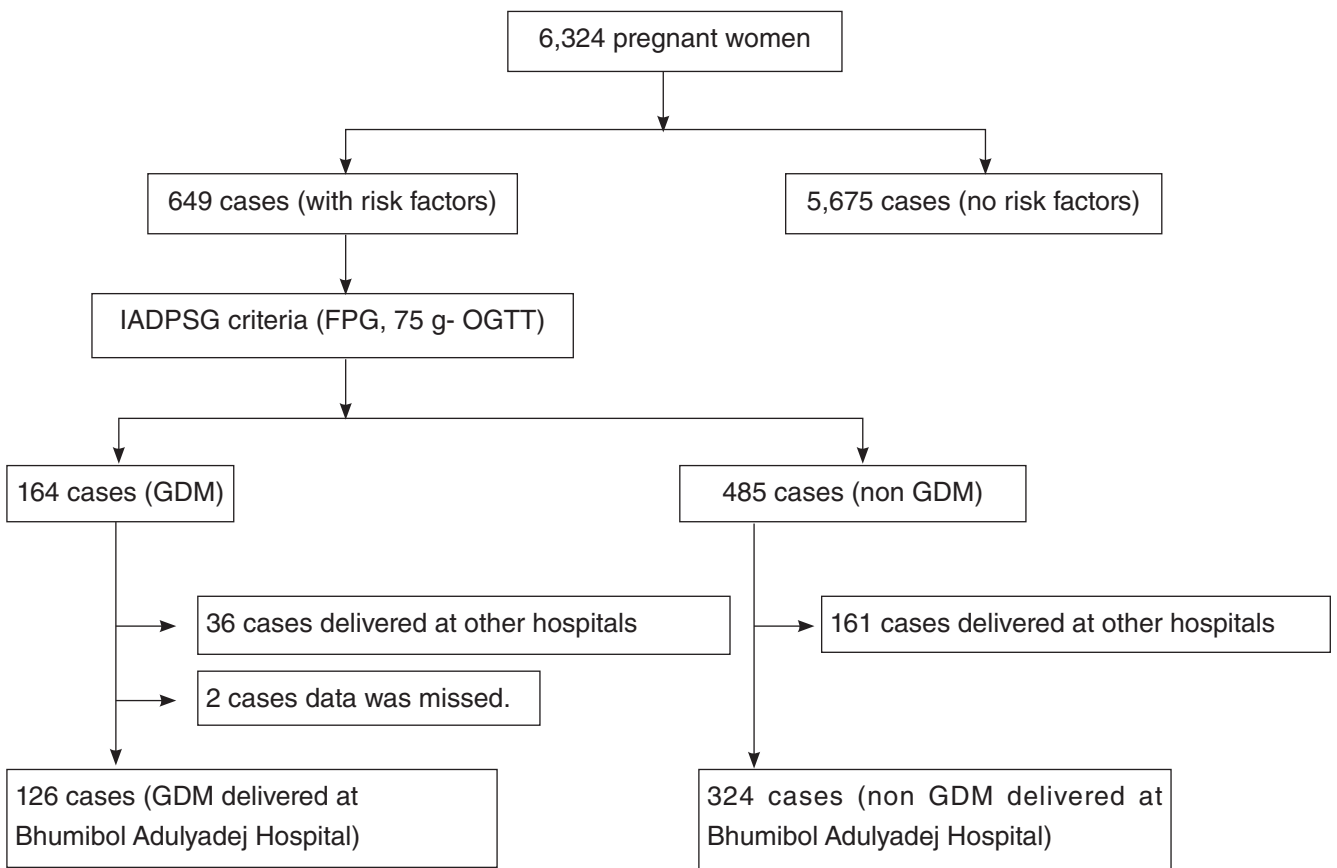 6,324 pregnant women
649 cases (with risk factors)
5,675 cases (no risk factors)
IADPSG criteria (FPG, 75 g- OGTT)
164 cases (GDM)
485 cases (non GDM)
36 cases delivered at other hospitals
161 cases delivered at other hospitals
2 cases data was missed.
126 cases (GDM delivered at
Bhumibol Adulyadej Hospital)
324 cases (non GDM delivered at
Bhumibol Adulyadej Hospital)